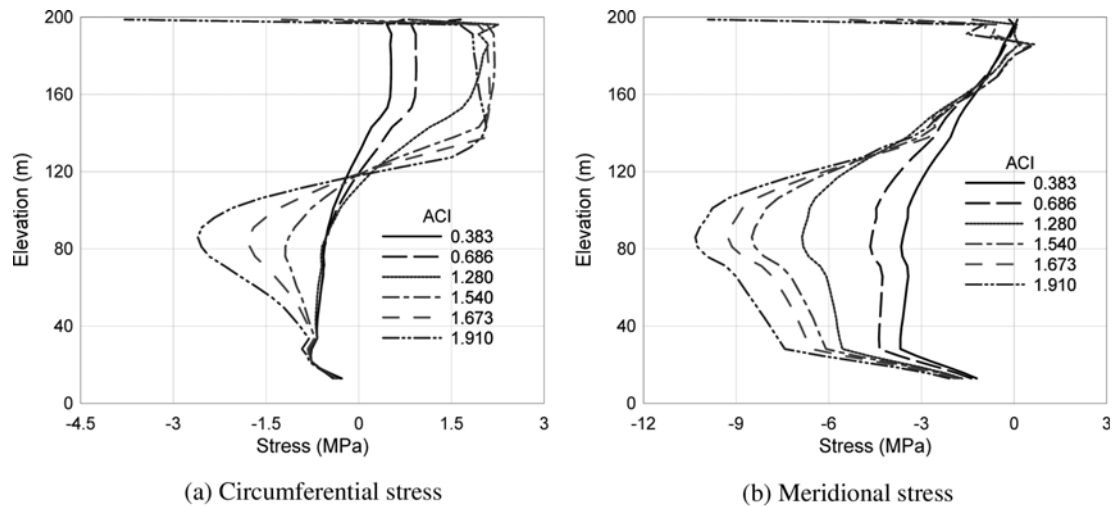 200
160
120
80
40
0
Elevation (m)
ACI
0.383
0.686
1.280
1.540
1.673
1.910
-4.5 -3 -1.5 0 1.5 3
Stress (MPa)
(a) Circumferential stress
200
160
120
80
40
0
Elevation (m)
ACI
0.383
0.686
1.280
1.540
1.673
1.910
-12 -9 -6 -3 0 3
Stress (MPa)
(b) Meridional stress